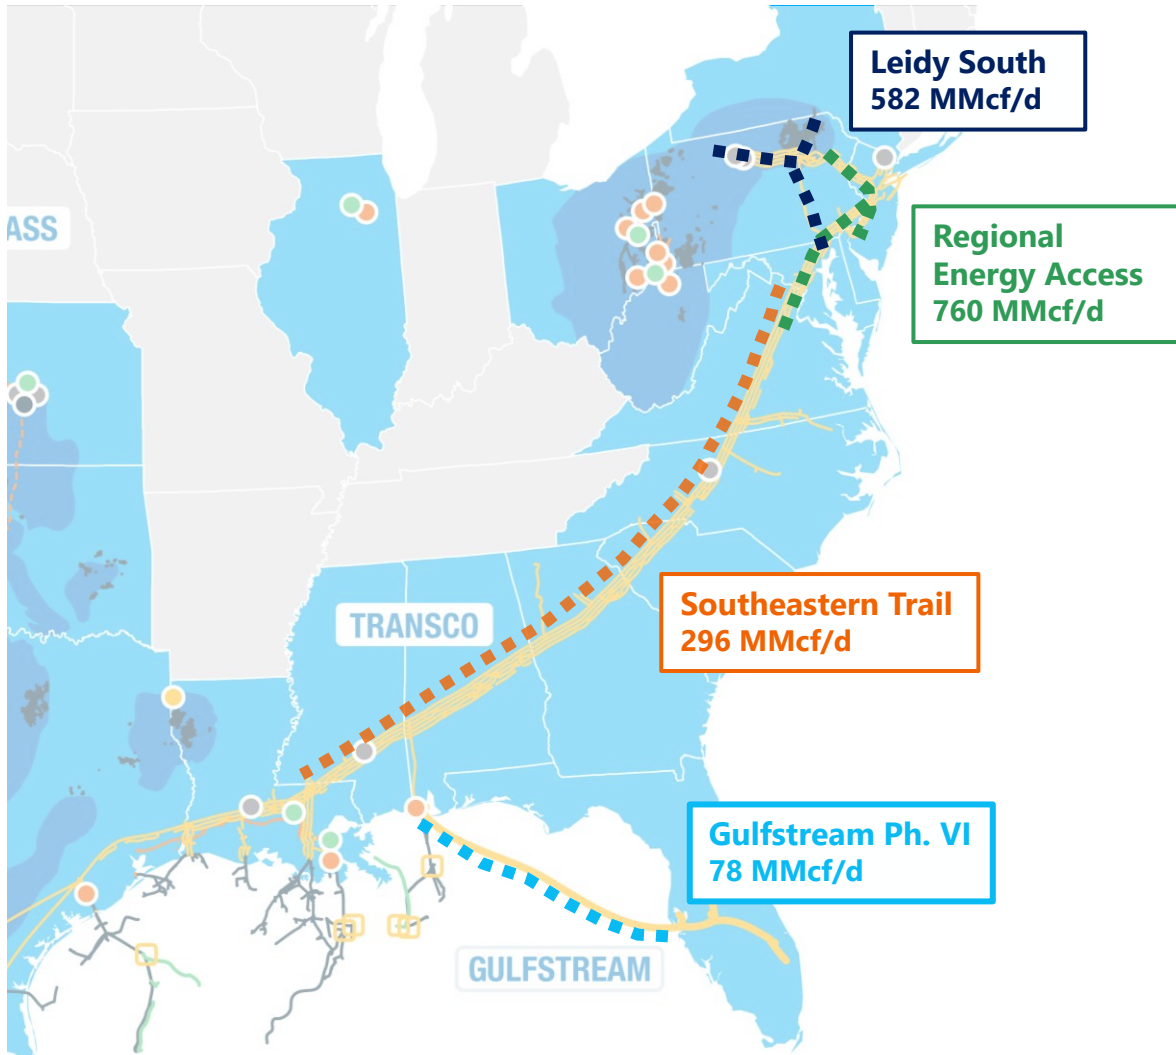 Leidy South
582 MMcf/d
ASS
Regional
Energy Access
760 MMcf/d
Southeastern Trail
296 MMcf/d
TRANSCO
Gulfstream Ph. VI
78 MMcf/d
GULFSTREAM